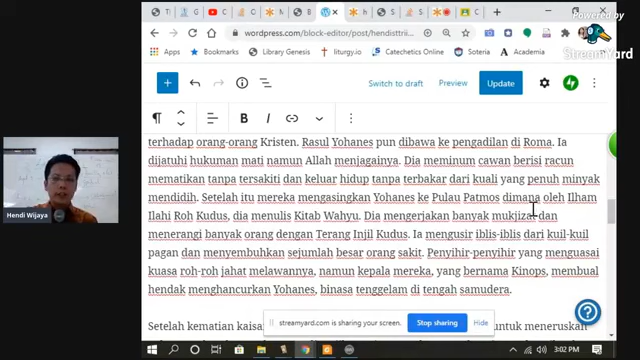 Powered by
StreamYard
wordpress.com/block-editor/post/hendisttrii...
Apps
Bookmarks
Library Genesis
liturgy.io
Catechetics Online
Soteria
Academia
Switch to draft
Preview
Update
terhadap orang-orang Kristen. Rasul Yohanes pun dibawa ke pengadilan di Roma. Ia
dijatuhi hukuman mati namun Allah menjagainya. Dia meminum cawan berisi racun
mematikan tanpa tersakiti dan keluar hidup tanpa terbakar dari kuali yang penuh minyak
mendidih. Setelah itu mereka mengasingkan Yohanes ke Pulau Patmos dimana oleh Ilham
Ilahi Roh Kudus, dia menulis Kitab Wahyu. Dia mengerjakan banyak mukjizat dan
menerangi banyak orang dengan Terang Injil Kudus. Ia mengusir iblis-iblis dari kuil-kuil
pagan dan menyembuhkan sejumlah besar orang sakit. Penyihir-penyihir yang menguasai
kuasa roh-roh jahat melawannya, namun kepala mereka, yang bernama Kinops, membual
hendak menghancurkan Yohanes, binasa tenggelam di tengah samudera.
Hendi Wijaya
Setelah kematian kaisar untuk meneruskan
streamyard.com is sharing your screen.
Stop sharing
Hide
3:02 PM